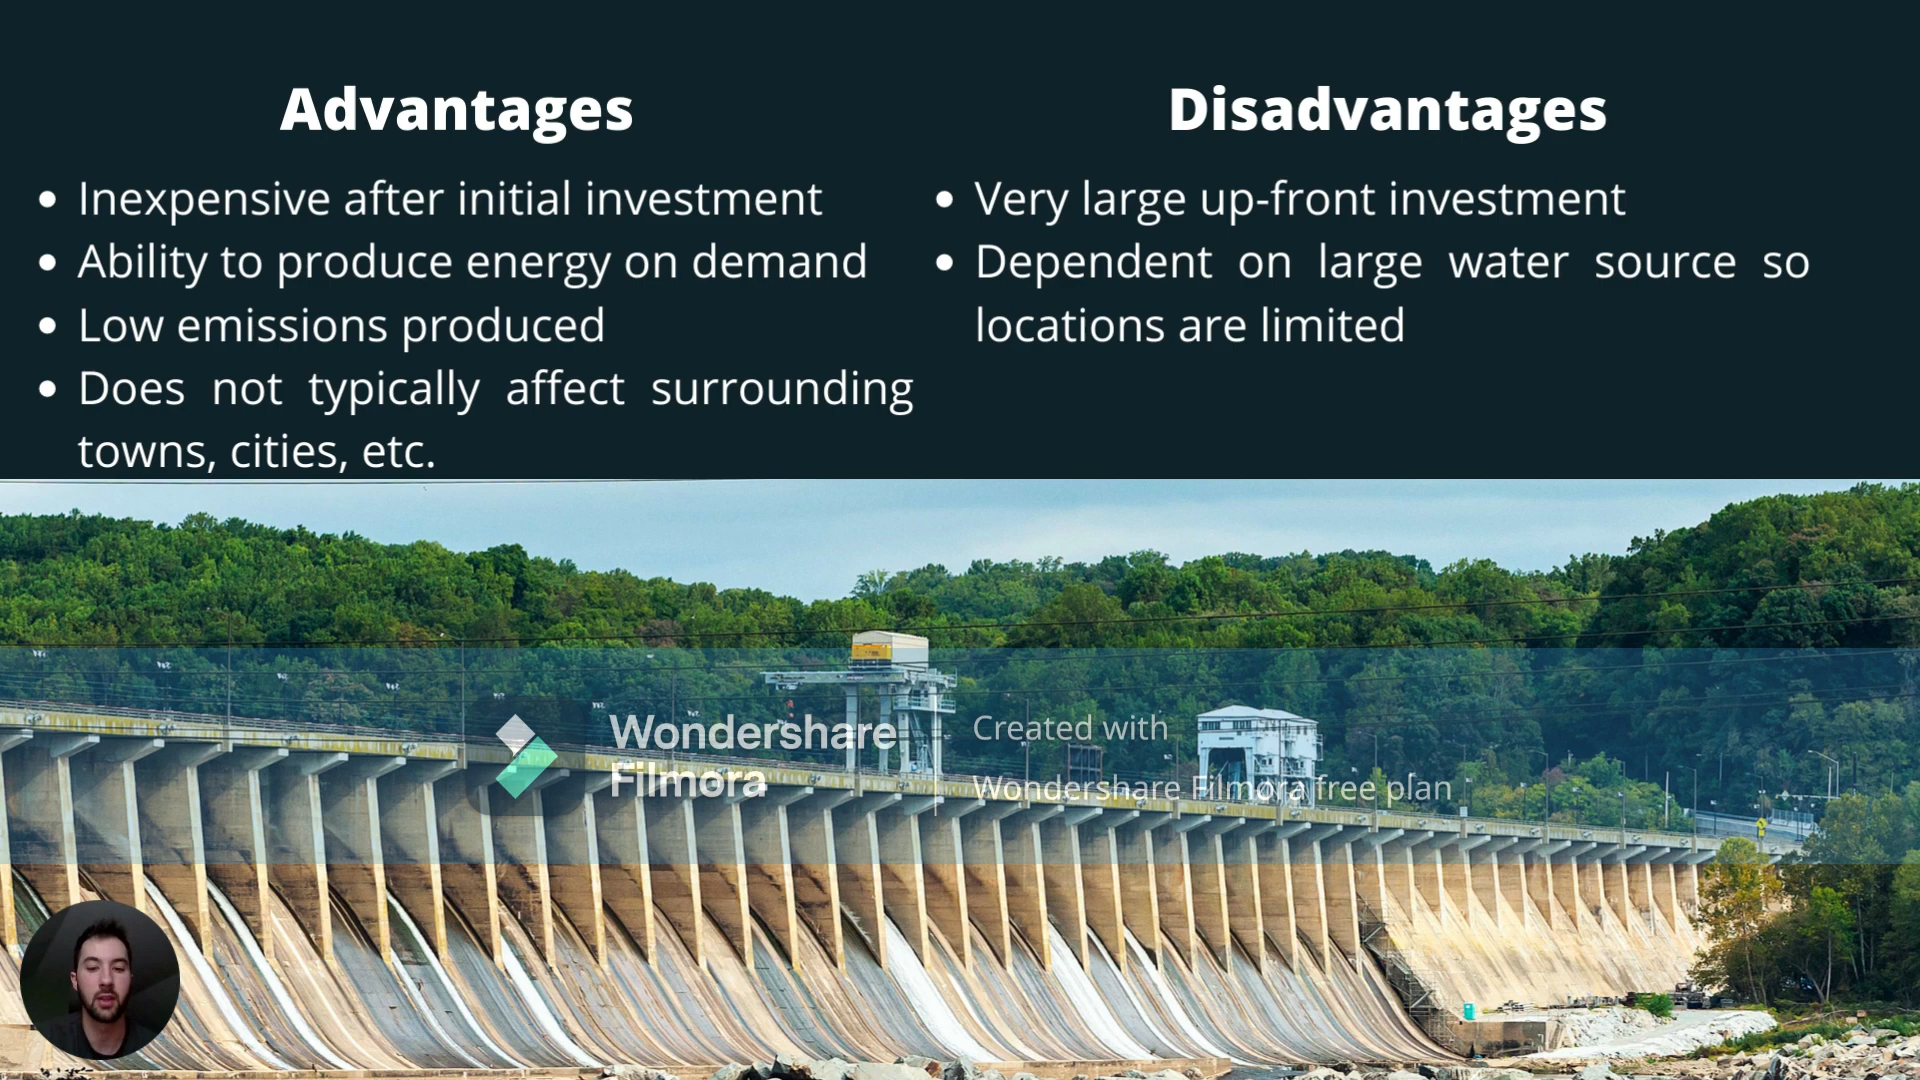 Advantages
• Inexpensive after initial investment
• Ability to produce energy on demand
• Low emissions produced
• Does not typically affect surrounding
towns, cities, etc.
Disadvantages
• Very large up-front investment
• Dependent on large water source so
locations are limited
Wondershare
Filmora
Created with
Wondershare Filmora free plan